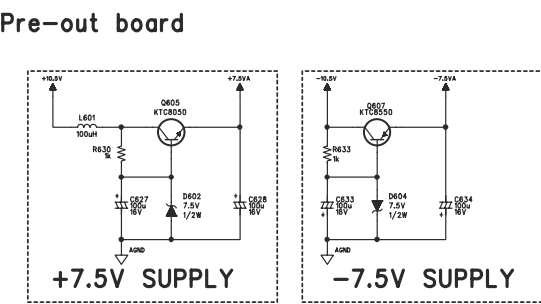 Pre-out board
+10.5V
+7.5VA
Q605
KTC8050
L601
100uH
R630
1k
C627
100u
16V
D602
7.5V
1/2W
C628
100u
16V
AGND
+7.5V SUPPLY
-10.5V
-7.5VA
Q607
KTC8550
R633
1k
C633
100u
16V
D604
7.5V
1/2W
C634
100u
16V
AGND
-7.5V SUPPLY